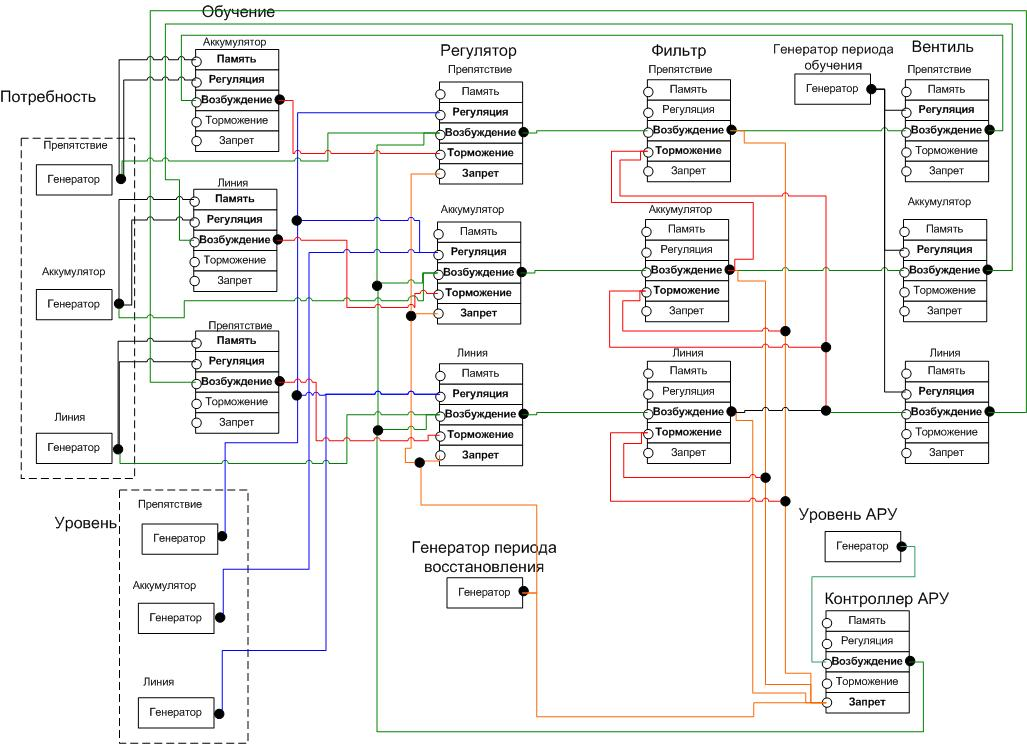 Обучение
Аккумулятор
Память
Регуляция
Возбуждение
Торможение
Запрет
Линия
Память
Регуляция
Возбуждение
Торможение
Запрет
Препятствие
Память
Регуляция
Возбуждение
Торможение
Запрет
Потребность
Препятствие
Генератор
Аккумулятор
Генератор
Линия
Генератор
Уровень
Препятствие
Генератор
Аккумулятор
Генератор
Линия
Генератор
Регулятор
Препятствие
Память
Регуляция
Возбуждение
Торможение
Запрет
Аккумулятор
Память
Регуляция
Возбуждение
Торможение
Запрет
Линия
Память
Регуляция
Возбуждение
Торможение
Запрет
Генератор периода
восстановления
Генератор
Фильтр
Препятствие
Память
Регуляция
Возбуждение
Торможение
Запрет
Аккумулятор
Память
Регуляция
Возбуждение
Торможение
Запрет
Линия
Память
Регуляция
Возбуждение
Торможение
Запрет
Генератор периода
обучения
Генератор
Вентиль
Препятствие
Память
Регуляция
Возбуждение
Торможение
Запрет
Аккумулятор
Память
Регуляция
Возбуждение
Торможение
Запрет
Линия
Память
Регуляция
Возбуждение
Торможение
Запрет
Уровень АРУ
Генератор
Контроллер АРУ
Память
Регуляция
Возбуждение
Торможение
Запрет